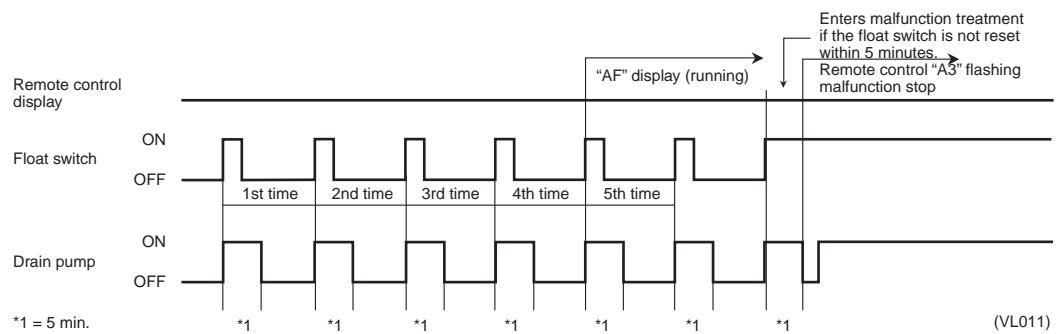 Enters malfunction treatment
if the float switch is not reset
within 5 minutes.
“AF” display (running)
Remote control “A3” flashing
malfunction stop
Remote control
display
ON
Float switch
OFF
1st time 2nd time 3rd time 4th time 5th time
ON
Drain pump
OFF
*1 = 5 min. *1 *1 *1 *1 *1 *1 *1 (VL011)